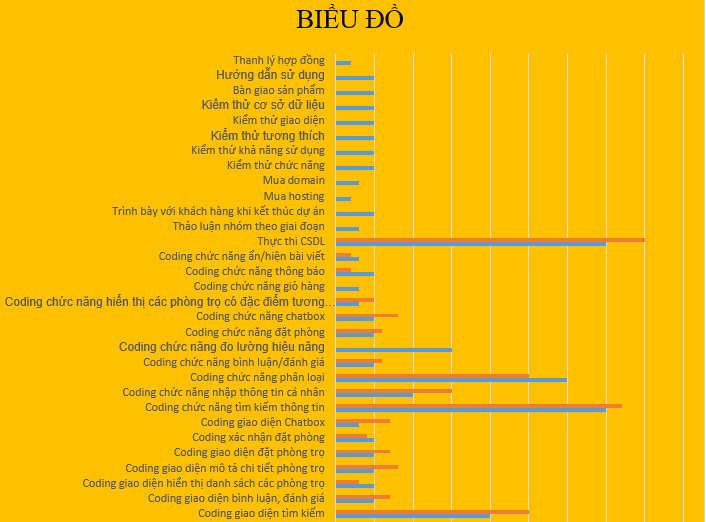 BIỂU ĐỒ
Thanh lý hợp đồng
Hướng dẫn sử dụng
Bàn giao sản phẩm
Kiểm thử cơ sở dữ liệu
Kiểm thử giao diện
Kiểm thử tương thích
Kiểm thử khả năng sử dụng
Kiểm thử chức năng
Mua domain
Mua hosting
Trình bày với khách hàng khi kết thúc dự án
Thảo luận nhóm theo giai đoạn
Thực thi CSDL
Coding chức năng ẩn/hiện bài viết
Coding chức năng thông báo
Coding chức năng giỏ hàng
Coding chức năng hiển thị các phòng trọ có đặc điểm tương...
Coding chức năng chatbox
Coding chức năng đặt phòng
Coding chức năng đo lường hiệu năng
Coding chức năng bình luận/đánh giá
Coding chức năng phân loại
Coding chức năng nhập thông tin cá nhân
Coding chức năng tìm kiếm thông tin
Coding giao diện Chatbox
Coding xác nhận đặt phòng
Coding giao diện đặt phòng trọ
Coding giao diện mô tả chi tiết phòng trọ
Coding giao diện hiển thị danh sách các phòng trọ
Coding giao diện bình luận, đánh giá
Coding giao diện tìm kiếm